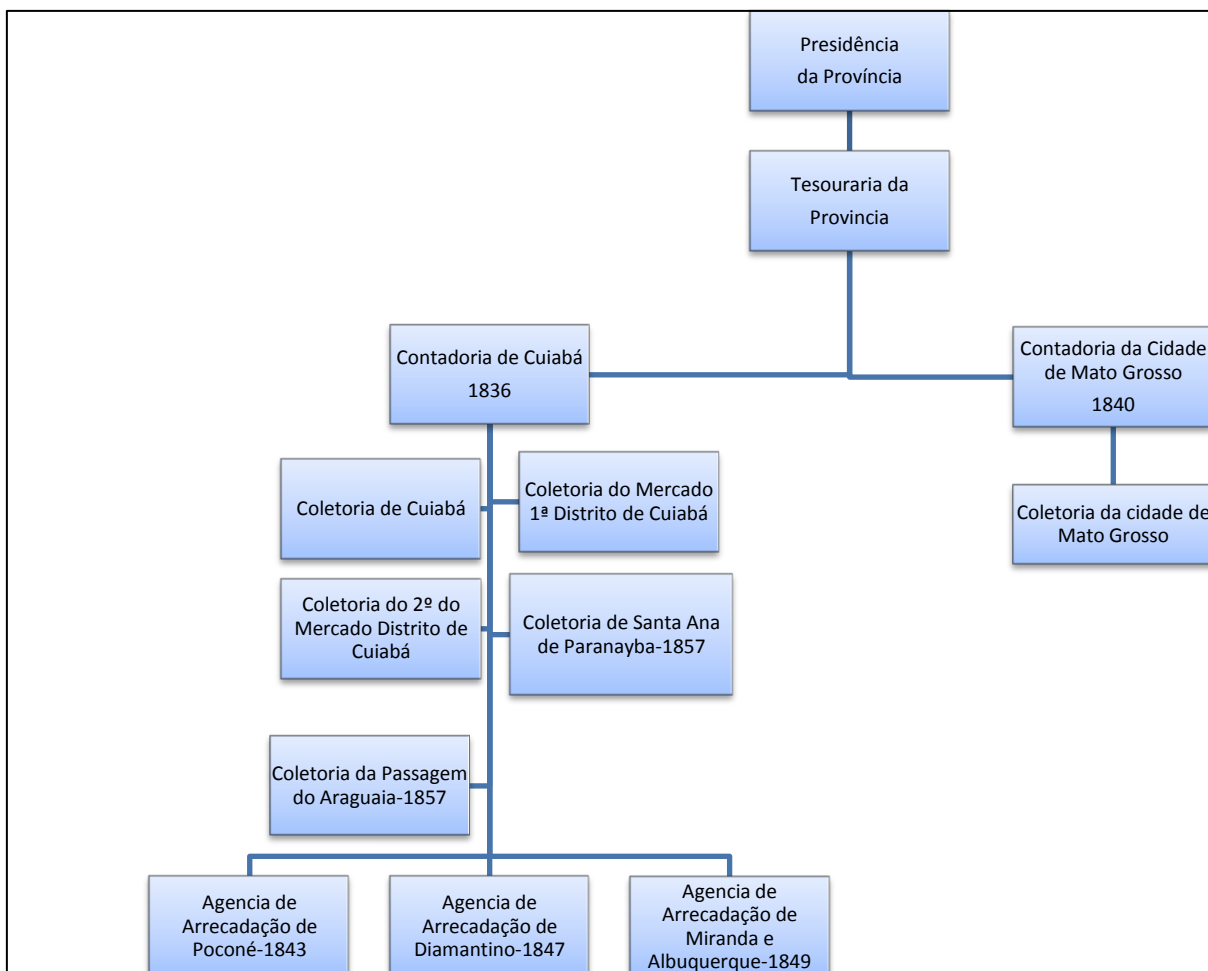 Presidência
da Província
Tesouraria da
Provincia
Contadoria de Cuiabá
1836
Contadoria da Cidade
de Mato Grosso
1840
Coletoria de Cuiabá
Coletoria do Mercado
1ª Distrito de Cuiabá
Coletoria da cidade de
Mato Grosso
Coletoria do 2º do
Mercado Distrito de
Cuiabá
Coletoria de Santa Ana
de Paranayba-1857
Coletoria da Passagem
do Araguaia-1857
Agencia de
Arrecadação de
Poconé-1843
Agencia de
Arrecadação de
Diamantino-1847
Agencia de
Arrecadação de
Miranda e
Albuquerque-1849